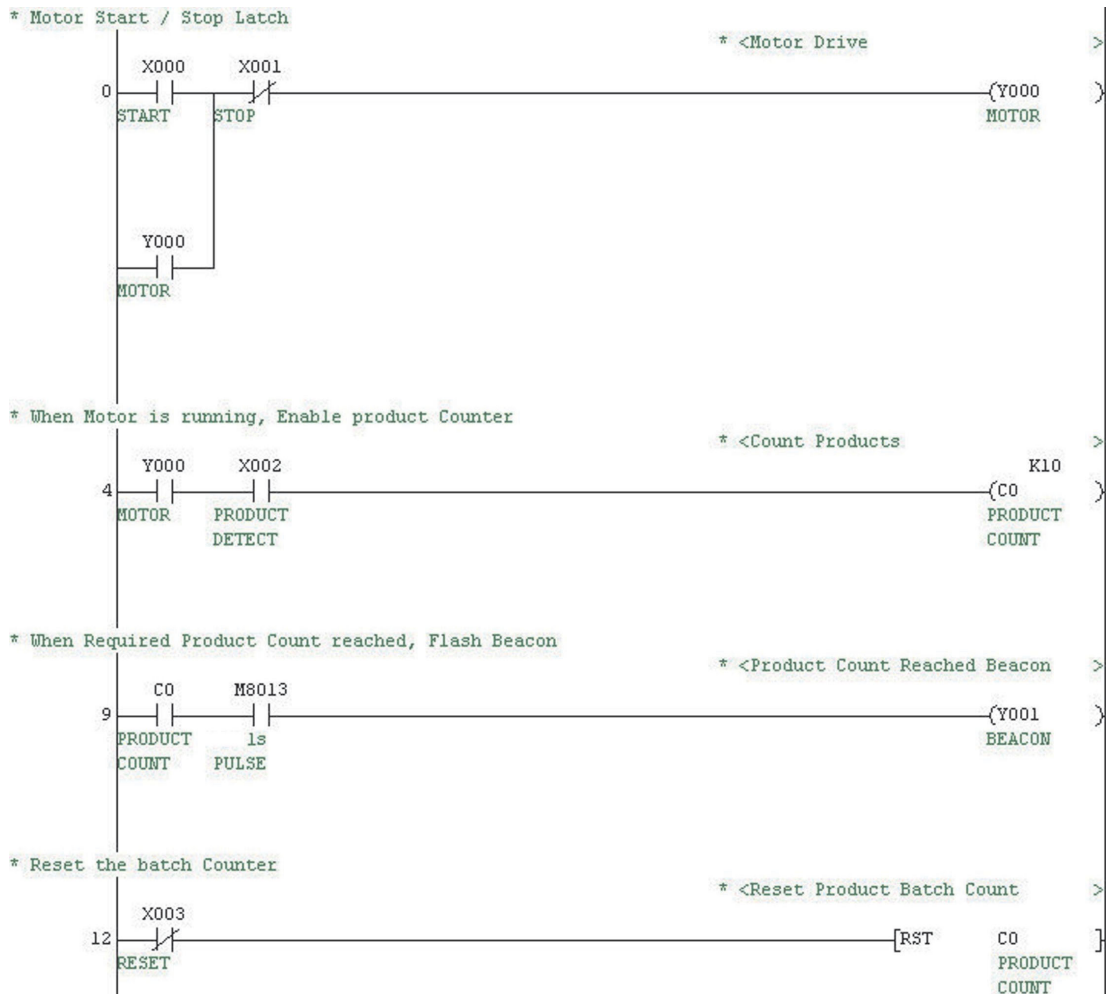 * Motor Start / Stop Latch
* <Motor Drive >
X000 X001
0 (Y000 )
START STOP MOTOR
Y000
MOTOR
* When Motor is running, Enable product Counter
* <Count Products >
Y000 X002 K10
4 (C0 )
MOTOR PRODUCT PRODUCT
DETECT COUNT
* When Required Product Count reached, Flash Beacon
* <Product Count Reached Beacon >
C0 M8013
9 (Y001 )
PRODUCT 1s BEACON
COUNT PULSE
* Reset the batch Counter
* <Reset Product Batch Count >
X003
12 [RST C0 ]
RESET PRODUCT
COUNT